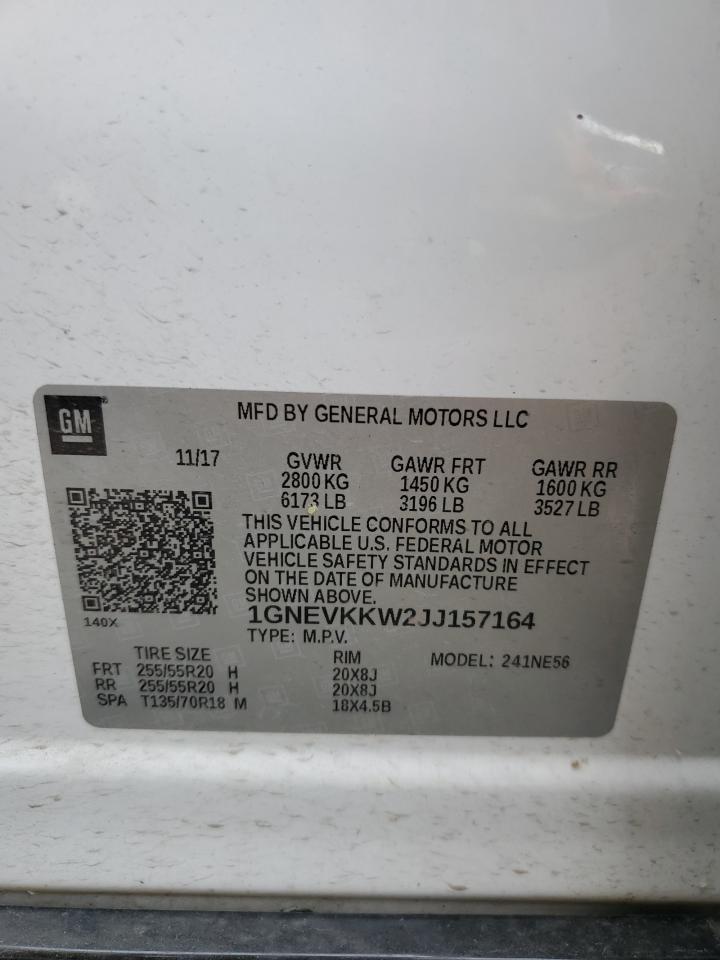 GM
MFD BY GENERAL MOTORS LLC
11/17 GVWR GAWR FRT GAWR RR
2800 KG 1450 KG 1600 KG
6173 LB 3196 LB 3527 LB
THIS VEHICLE CONFORMS TO ALL
APPLICABLE U.S. FEDERAL MOTOR
VEHICLE SAFETY STANDARDS IN EFFECT
ON THE DATE OF MANUFACTURE
SHOWN ABOVE.
140X
1GNEVKKW2JJ157164
TYPE: M.P.V.
TIRE SIZE RIM MODEL: 241NE56
FRT 255/55R20 H 20X8J
RR 255/55R20 H 20X8J
SPA T135/70R18 M 18X4.5B